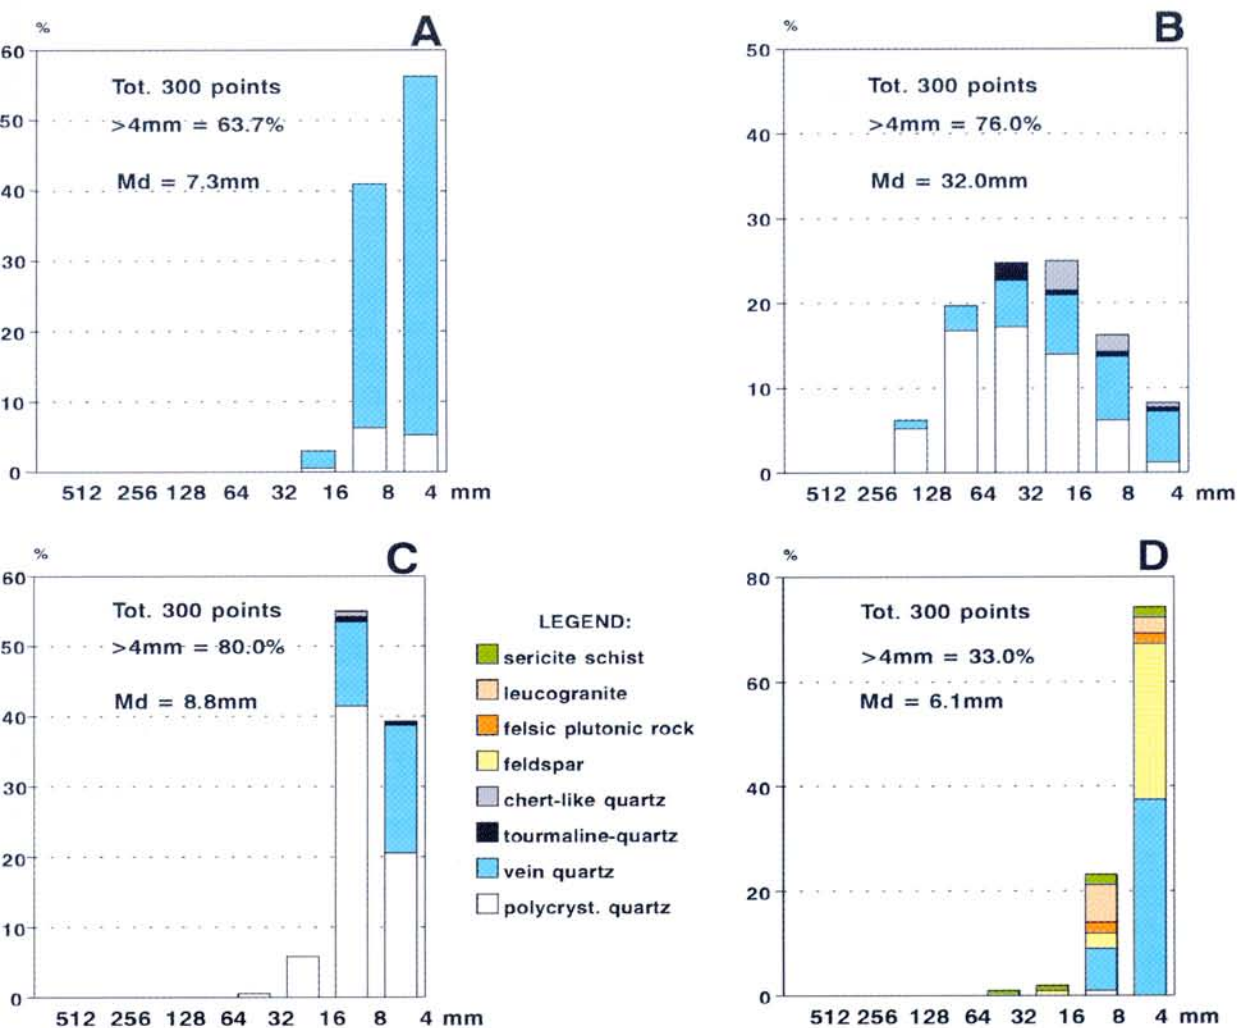 % A
60
Tot. 300 points
>4mm = 63.7%
50
Md = 7.3mm
40
30
20
10
0
512 256 128 64 32 16 8 4 mm
% B
50
Tot. 300 points
>4mm = 76.0%
40
Md = 32.0mm
30
20
10
0
512 256 128 64 32 16 8 4 mm
% C
60
Tot. 300 points
>4mm = 80.0%
50
Md = 8.8mm
40
30
20
10
0
512 256 128 64 32 16 8 4 mm
LEGEND:
sericite schist
leucogranite
felsic plutonic rock
feldspar
chert-like quartz
tourmaline-quartz
vein quartz
polycryst. quartz
% D
80
Tot. 300 points
>4mm = 33.0%
60
Md = 6.1mm
40
20
0
512 256 128 64 32 16 8 4 mm